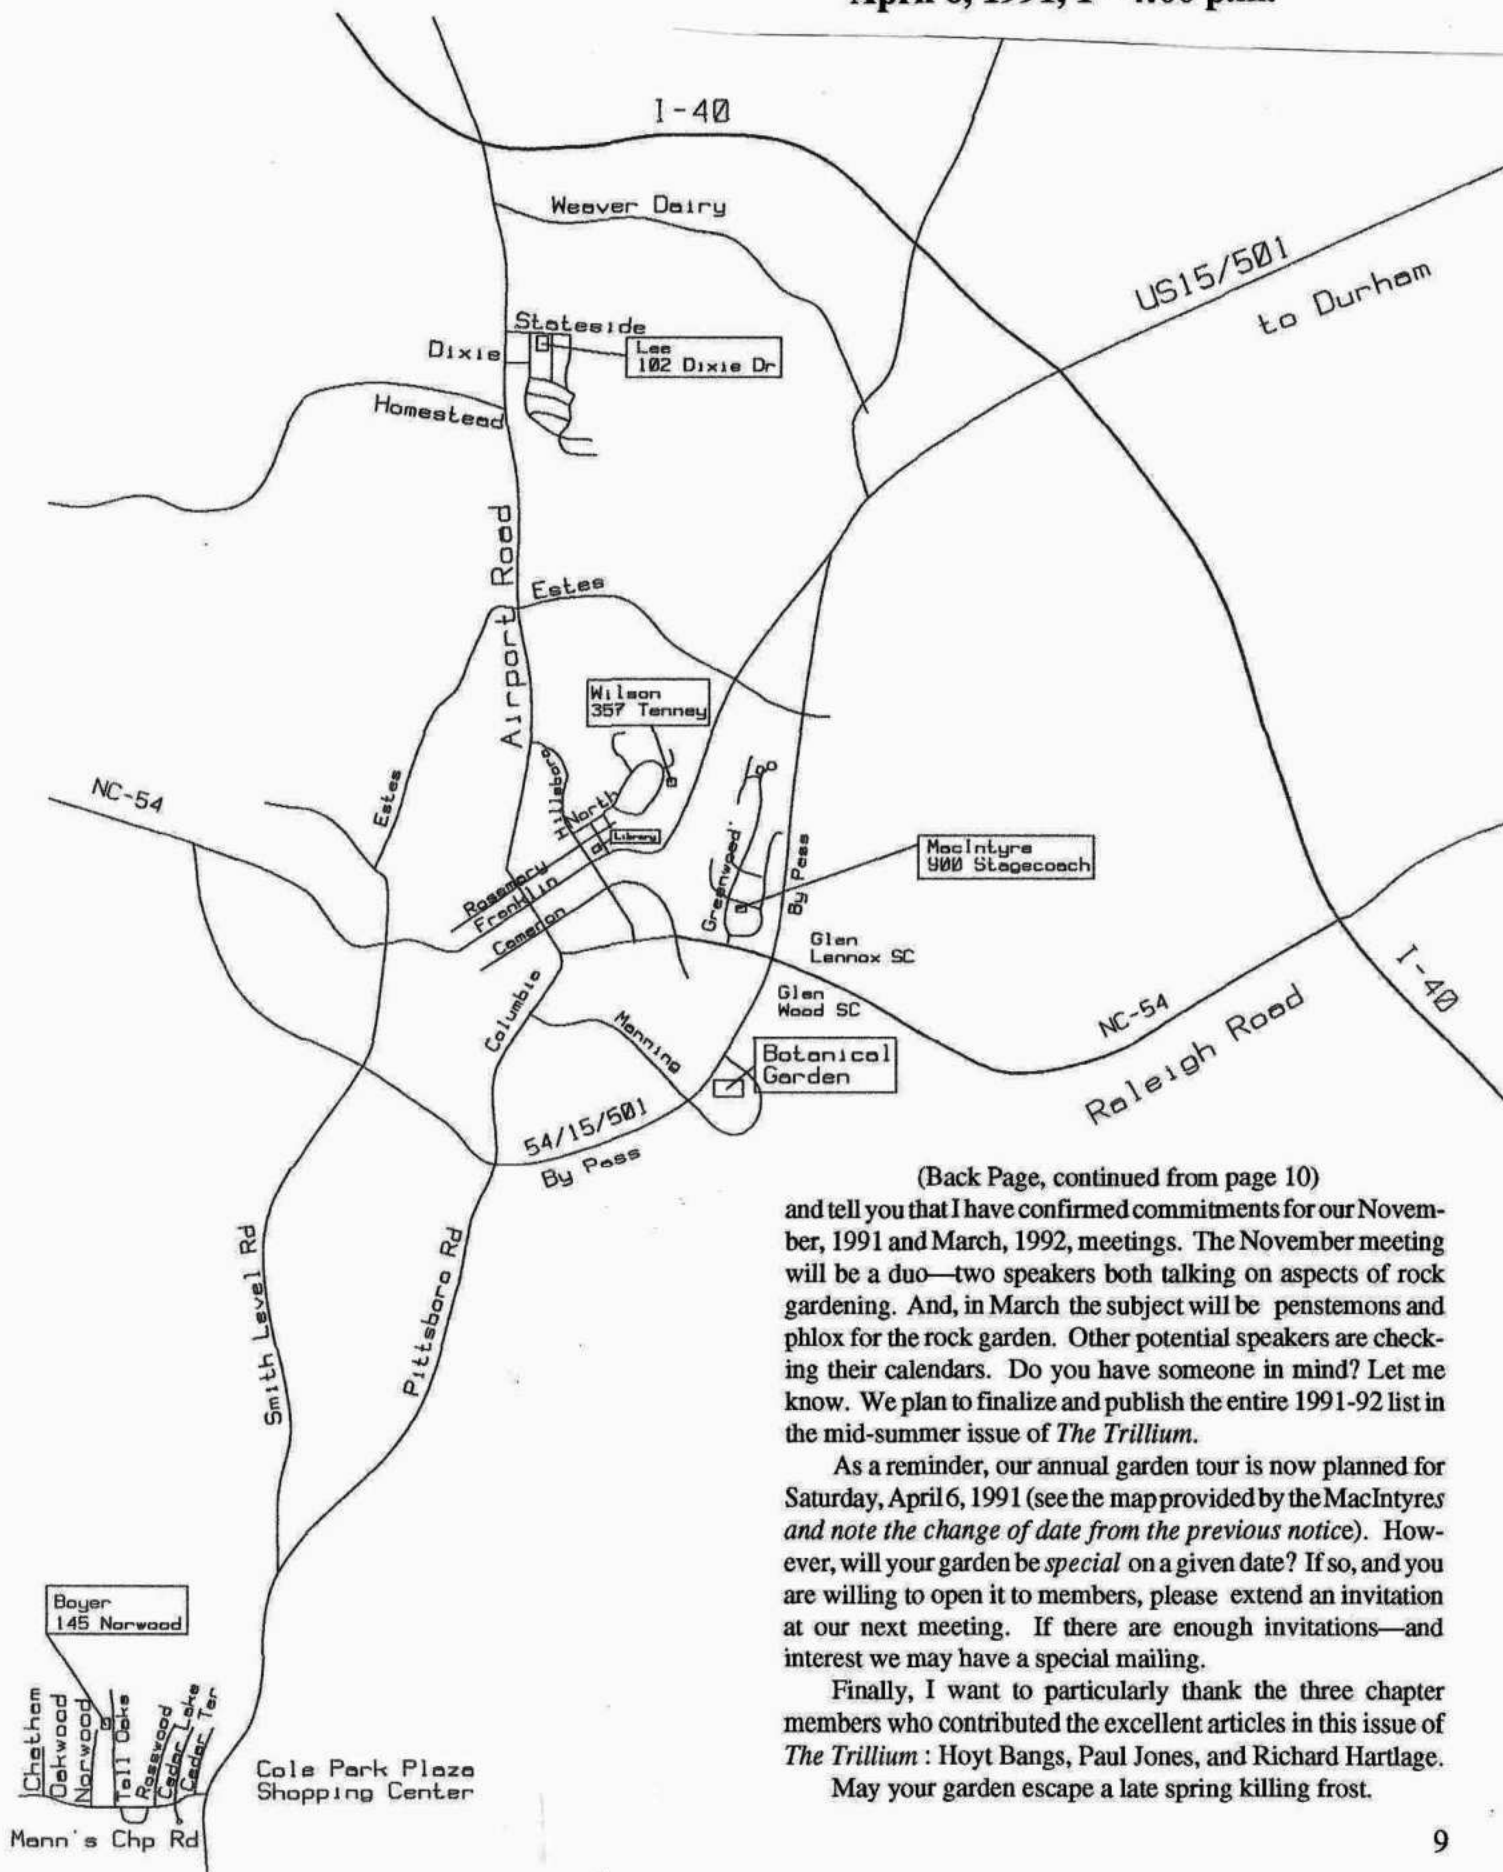 I-40
Weaver Dairy
US15/501
to Durham
Stateside
Dixie
Lee
102 Dixie Dr
Homestead
Airport Road
Estes
Wilson
357 Tenney
NC-54
Estes
Hillsboro
North
Library
Rosemary
Franklin
Cameron
Greenwood
By Pass
MacIntyre
900 Stagecoach
Glen
Lennox SC
Glen
Wood SC
Columbia
Manning
Botanical
Garden
NC-54
Raleigh Road
I-40
54/15/501
By Pass
Smith Level Rd
Pittsboro Rd
Boyer
145 Norwood
Chatham
Oakwood
Norwood
Tall Oaks
Rosewood
Cedar Lake
Cedar Ter
Cole Park Plaza
Shopping Center
Mann's Chp Rd
(Back Page, continued from page 10)
and tell you that I have confirmed commitments for our Novem-
ber, 1991 and March, 1992, meetings. The November meeting
will be a duo—two speakers both talking on aspects of rock
gardening. And, in March the subject will be penstemons and
phlox for the rock garden. Other potential speakers are check-
ing their calendars. Do you have someone in mind? Let me
know. We plan to finalize and publish the entire 1991-92 list in
the mid-summer issue of The Trillium.
As a reminder, our annual garden tour is now planned for
Saturday, April 6, 1991 (see the map provided by the MacIntyres
and note the change of date from the previous notice). How-
ever, will your garden be special on a given date? If so, and you
are willing to open it to members, please extend an invitation
at our next meeting. If there are enough invitations—and
interest we may have a special mailing.
Finally, I want to particularly thank the three chapter
members who contributed the excellent articles in this issue of
The Trillium : Hoyt Bangs, Paul Jones, and Richard Hartlage.
May your garden escape a late spring killing frost.
9